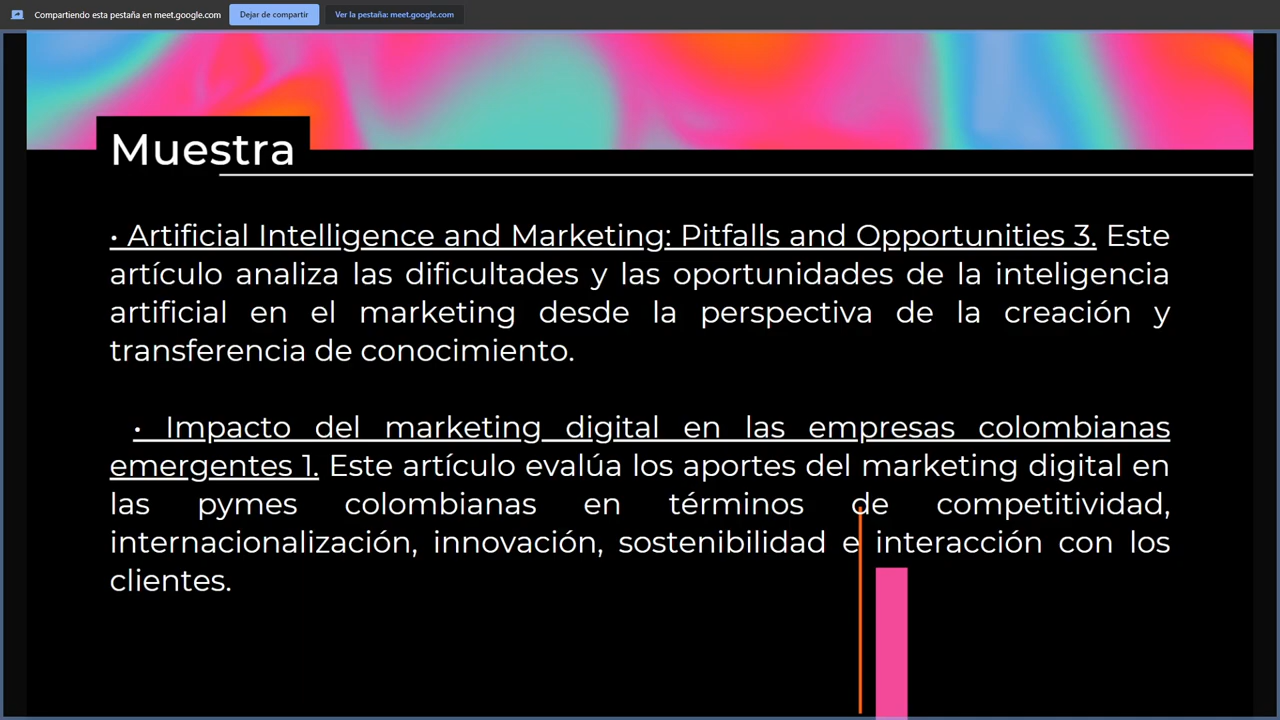 Compartiendo esta pestaña en meet.google.com Dejar de compartir Ver la pestaña: meet.google.com
Muestra
• Artificial Intelligence and Marketing: Pitfalls and Opportunities 3. Este
artículo analiza las dificultades y las oportunidades de la inteligencia
artificial en el marketing desde la perspectiva de la creación y
transferencia de conocimiento.
• Impacto del marketing digital en las empresas colombianas
emergentes 1. Este artículo evalúa los aportes del marketing digital en
las pymes colombianas en términos de competitividad,
internacionalización, innovación, sostenibilidad e interacción con los
clientes.